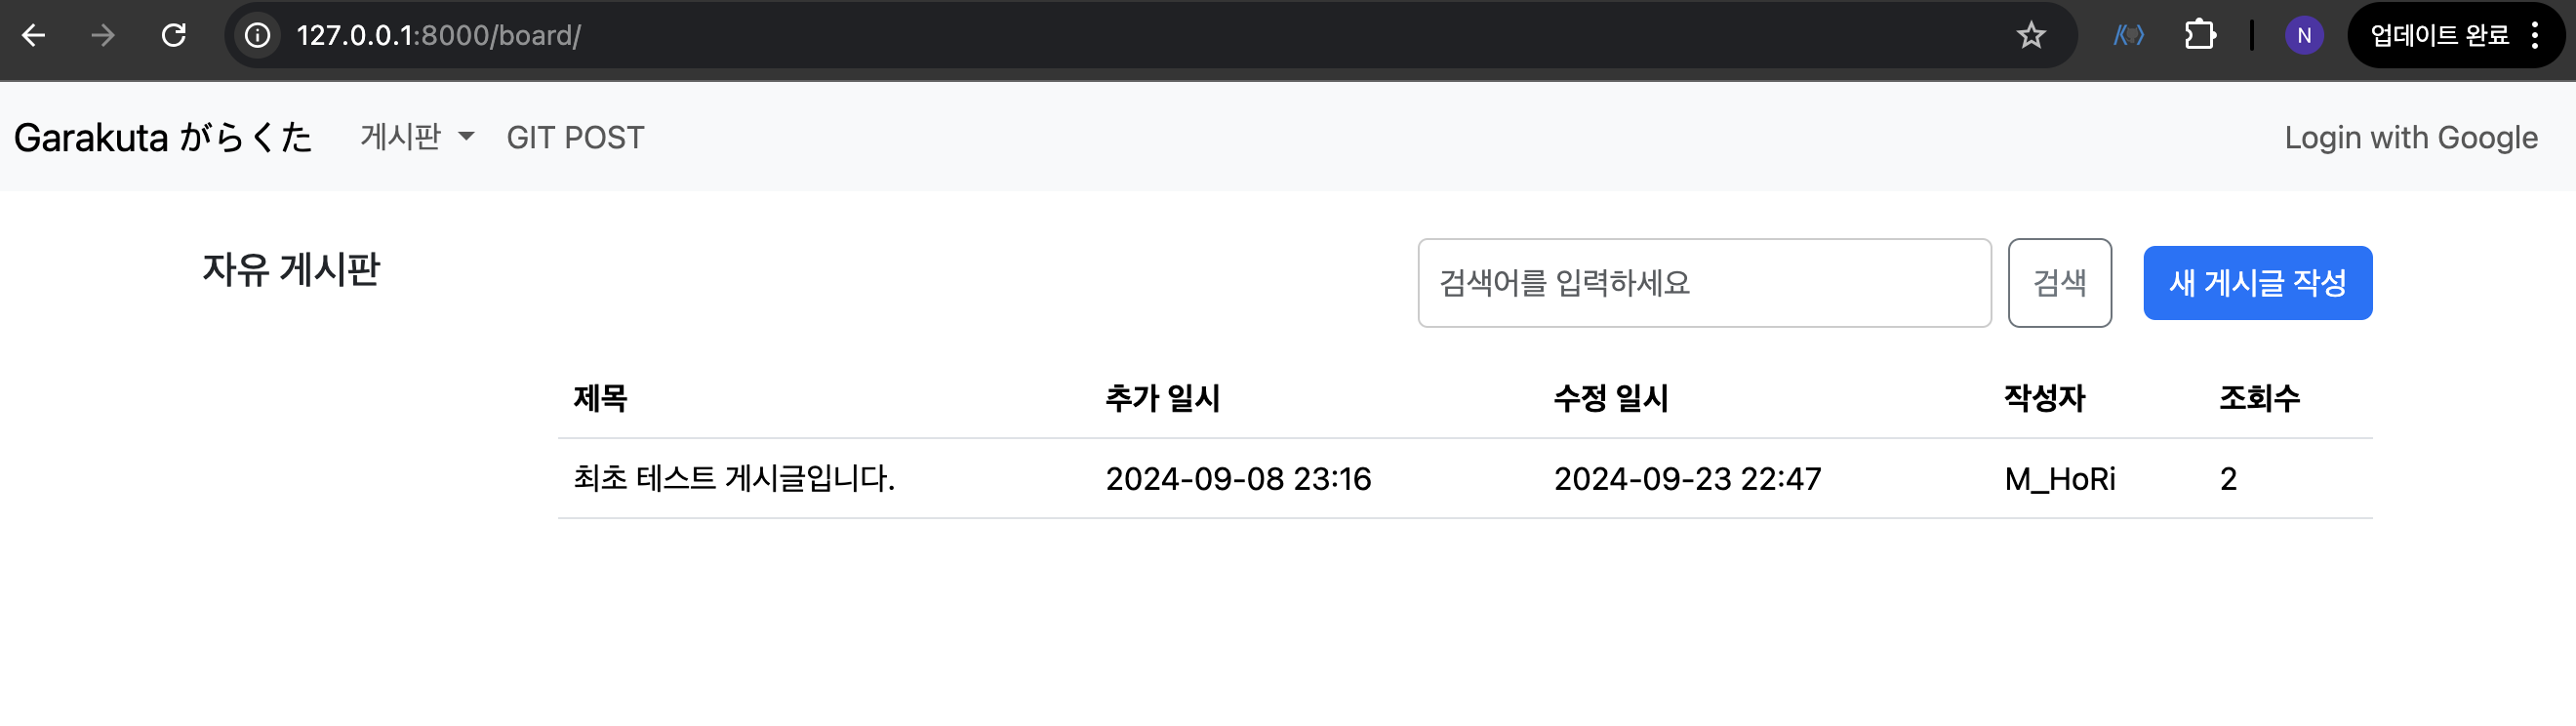 127.0.0.1:8000/board/ N 업데이트 완료
Garakuta がらくた 게시판 GIT POST Login with Google
자유 게시판 검색어를 입력하세요 검색 새 게시글 작성
제목 추가 일시 수정 일시 작성자 조회수
최초 테스트 게시글입니다. 2024-09-08 23:16 2024-09-23 22:47 M_HoRi 2